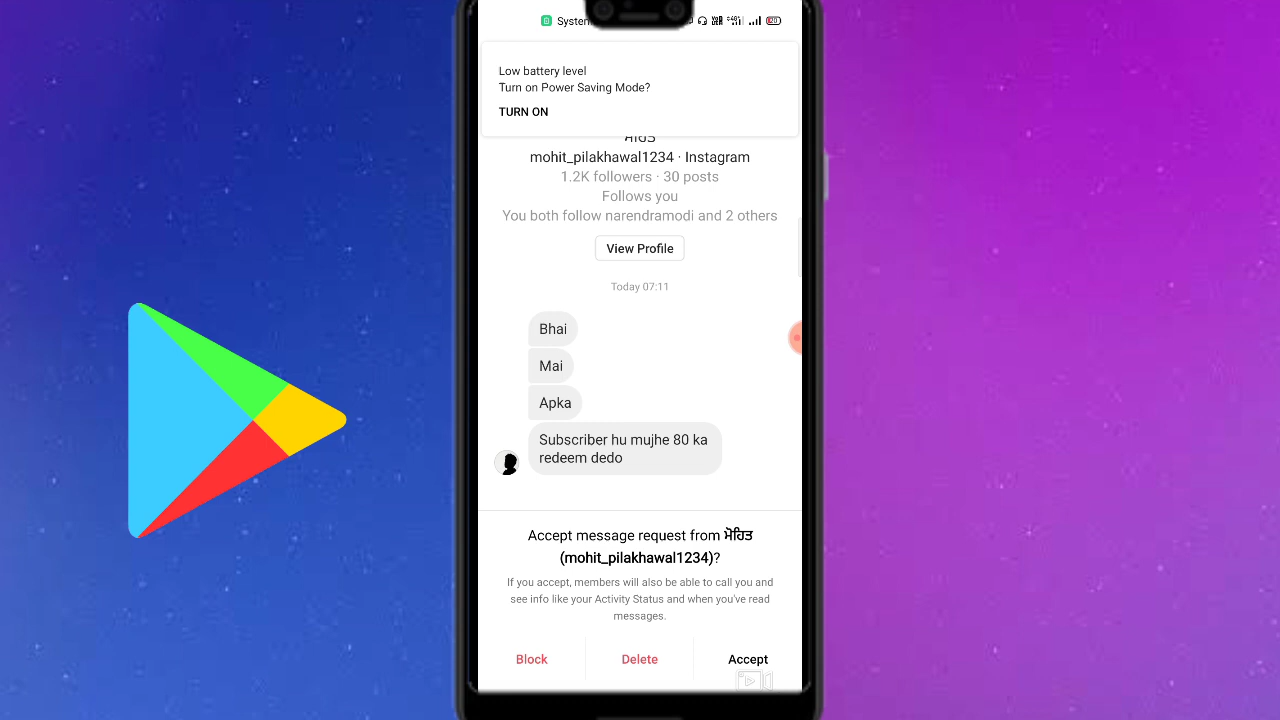 Low battery level
Turn on Power Saving Mode?
TURN ON
mohit_pilakhawal1234 · Instagram
1.2K followers · 30 posts
Follows you
You both follow narendramodi and 2 others
View Profile
Today 07:11
Bhai
Mai
Apka
Subscriber hu mujhe 80 ka
redeem dedo
Accept message request from ਮੋਹਿਤ
(mohit_pilakhawal1234)?
If you accept, members will also be able to call you and
see info like your Activity Status and when you've read
messages.
Block
Delete
Accept